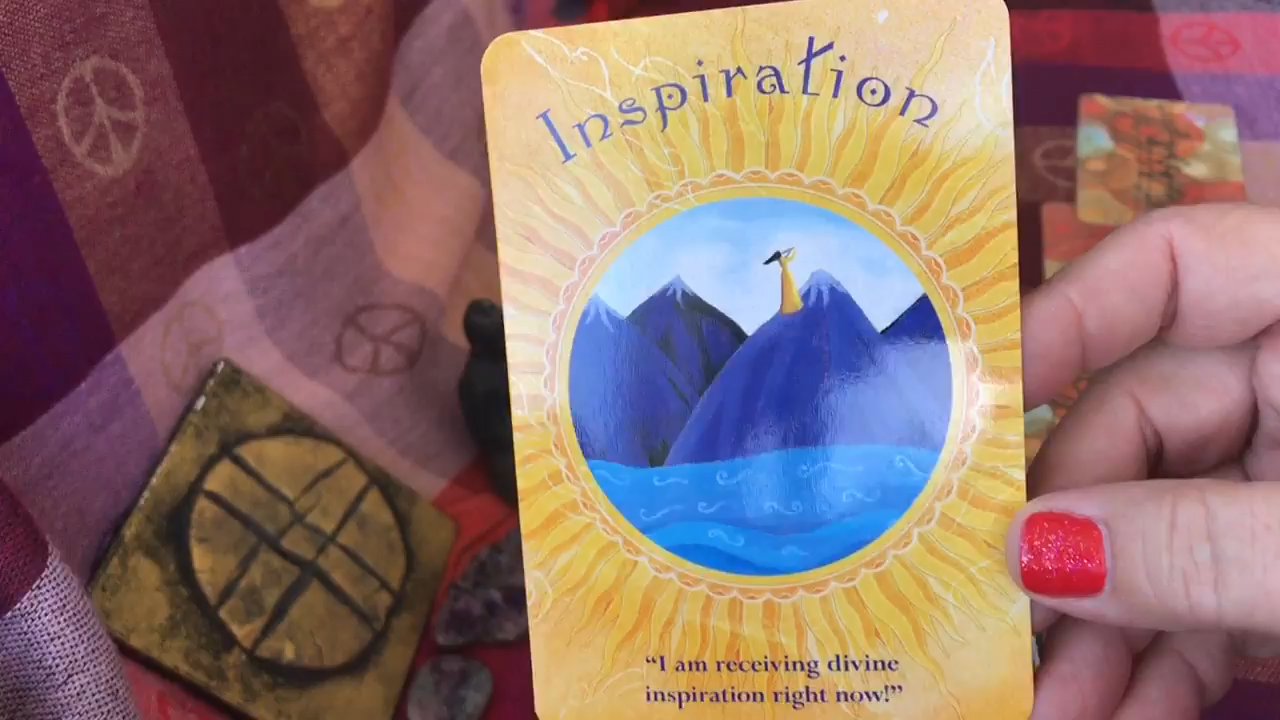 Inspiration
“I am receiving divine
inspiration right now!”